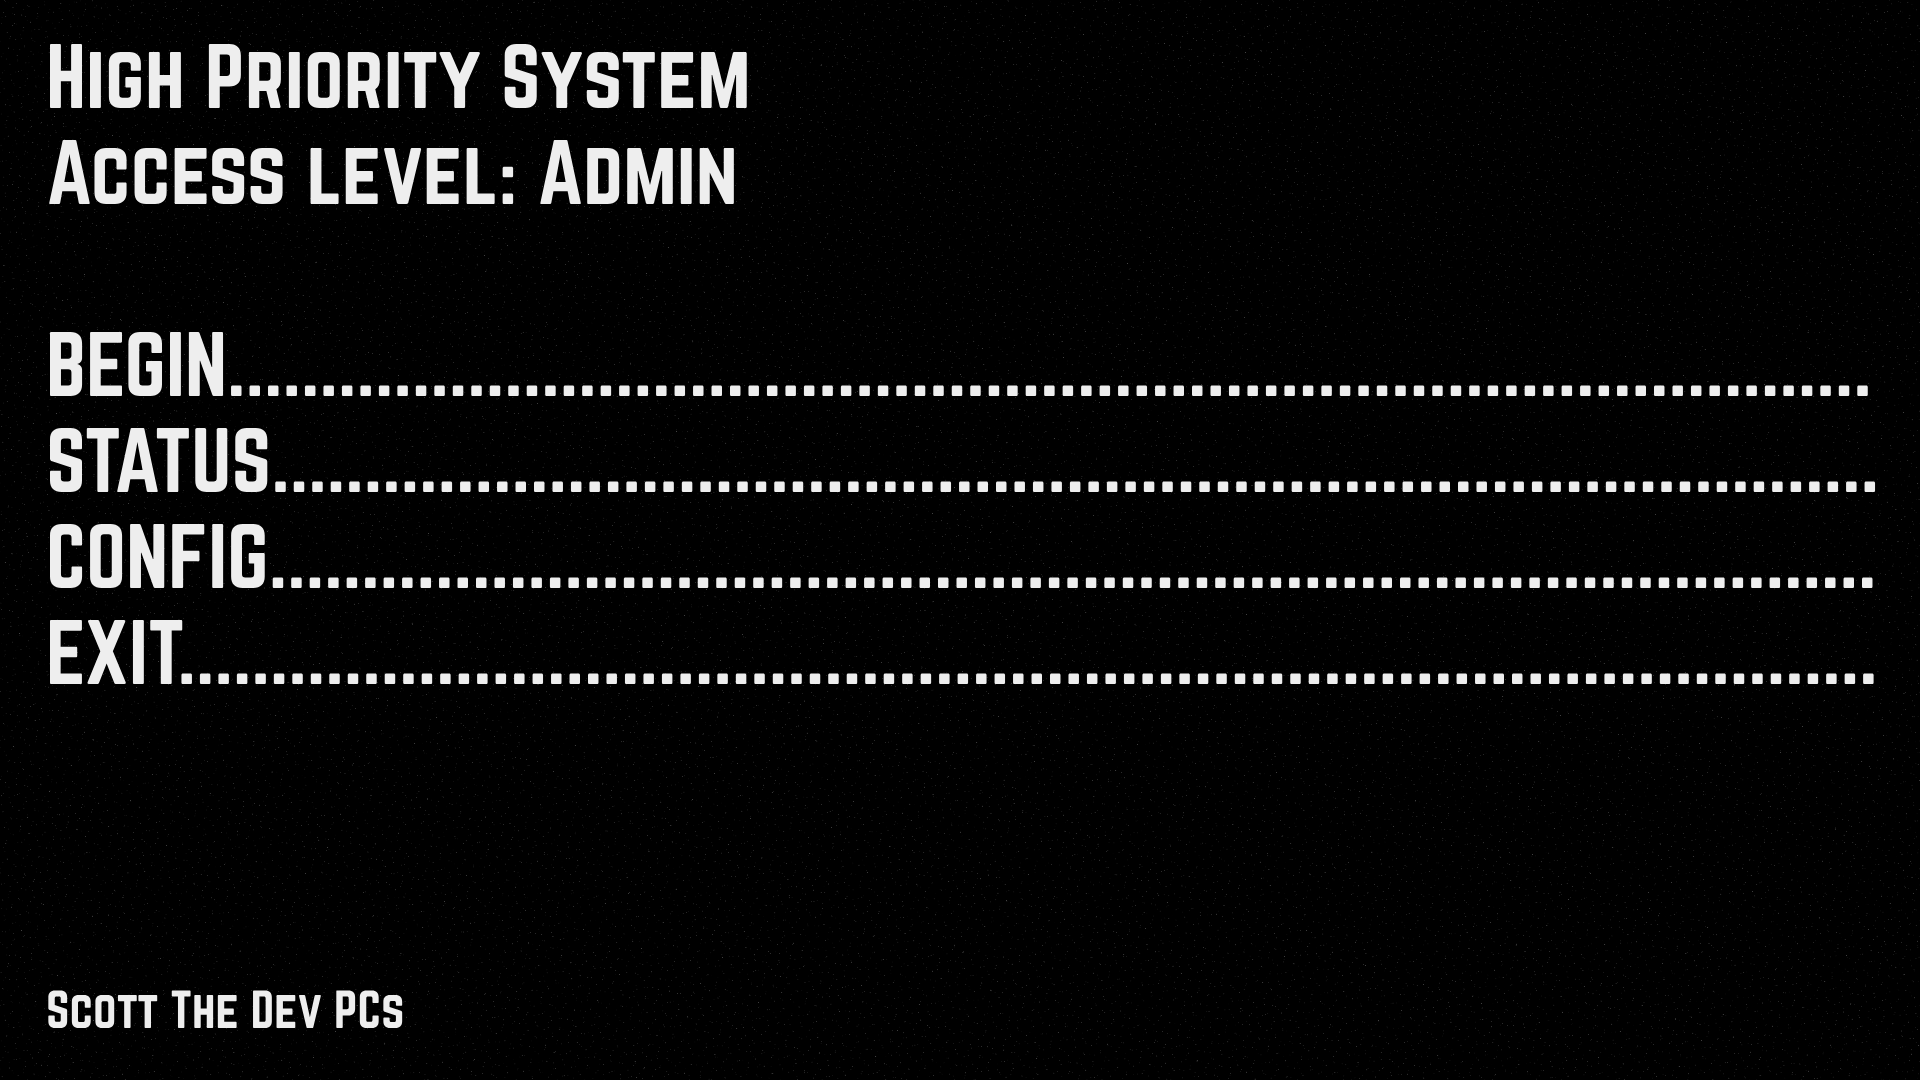 High Priority System
Access level: Admin
BEGIN.........................................................................................
STATUS.......................................................................................
CONFIG.......................................................................................
EXIT............................................................................................
Scott The Dev PCs